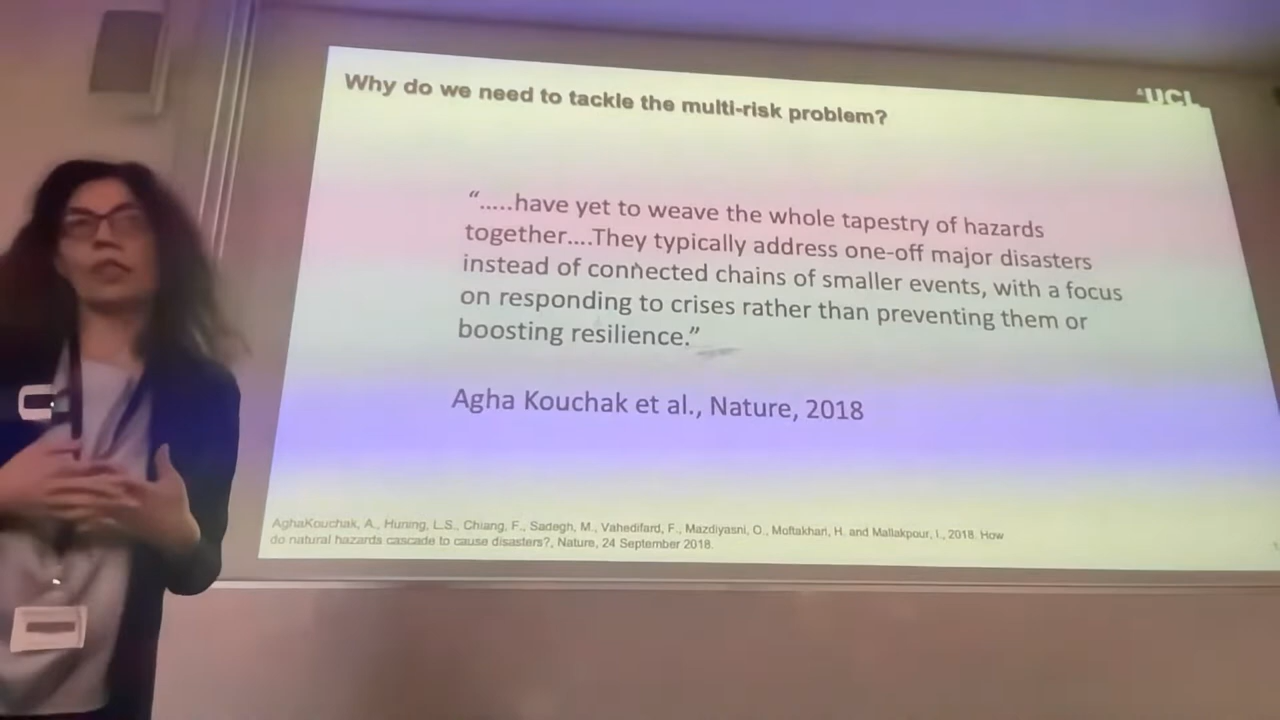 Why do we need to tackle the multi-risk problem?
UCL
“.....have yet to weave the whole tapestry of hazards
together....They typically address one-off major disasters
instead of connected chains of smaller events, with a focus
on responding to crises rather than preventing them or
boosting resilience.”
Agha Kouchak et al., Nature, 2018
AghaKouchak, A., Huning, L.S., Chiang, F., Sadegh, M., Vahedifard, F., Mazdiyasni, O., Moftakhari, H. and Mallakpour, I., 2018. How
do natural hazards cascade to cause disasters?, Nature, 24 September 2018.